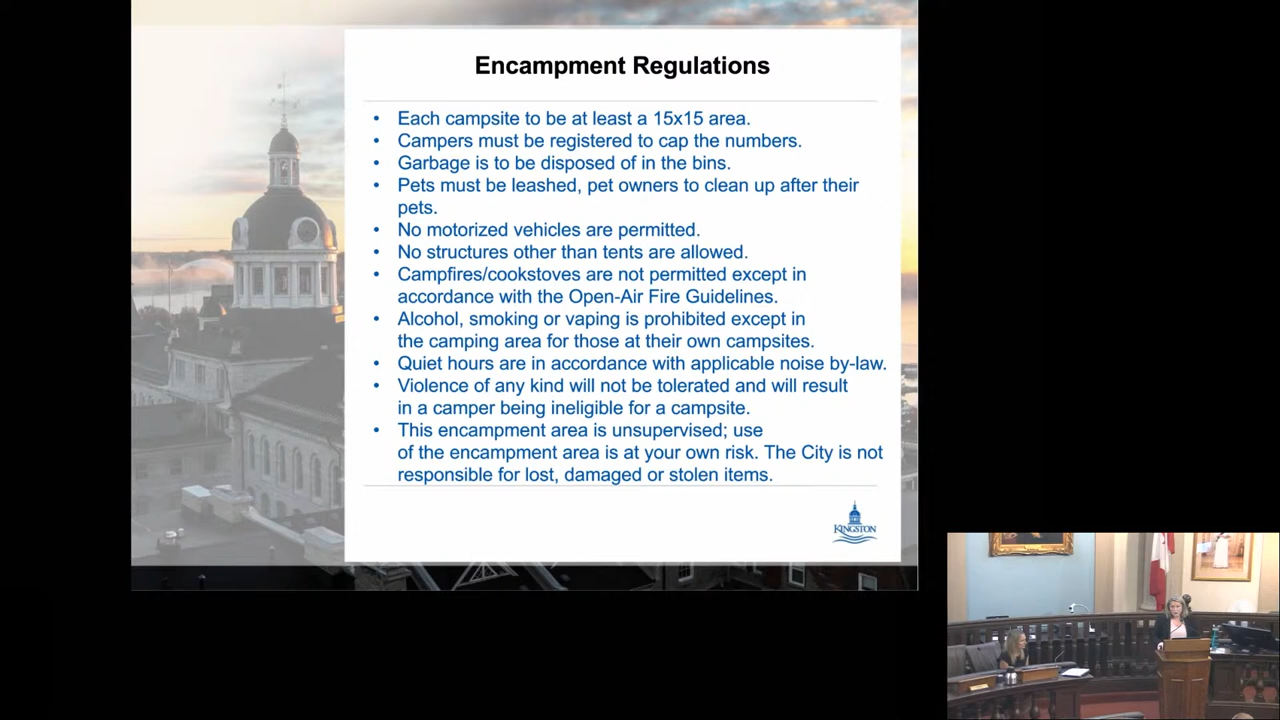 Encampment Regulations
• Each campsite to be at least a 15x15 area.
• Campers must be registered to cap the numbers.
• Garbage is to be disposed of in the bins.
• Pets must be leashed, pet owners to clean up after their
pets.
• No motorized vehicles are permitted.
• No structures other than tents are allowed.
• Campfires/cookstoves are not permitted except in
accordance with the Open-Air Fire Guidelines.
• Alcohol, smoking or vaping is prohibited except in
the camping area for those at their own campsites.
• Quiet hours are in accordance with applicable noise by-law.
• Violence of any kind will not be tolerated and will result
in a camper being ineligible for a campsite.
• This encampment area is unsupervised; use
of the encampment area is at your own risk. The City is not
responsible for lost, damaged or stolen items.
KINGSTON